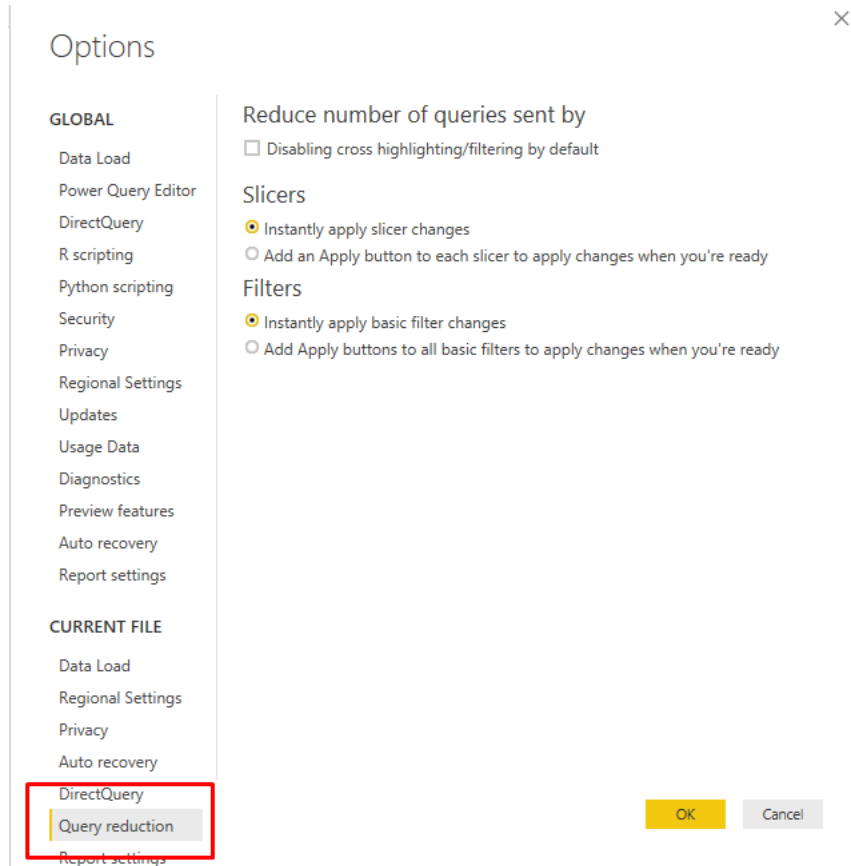 Options
GLOBAL
Data Load
Power Query Editor
DirectQuery
R scripting
Python scripting
Security
Privacy
Regional Settings
Updates
Usage Data
Diagnostics
Preview features
Auto recovery
Report settings
CURRENT FILE
Data Load
Regional Settings
Privacy
Auto recovery
DirectQuery
Query reduction
Report settings
Reduce number of queries sent by
Disabling cross highlighting/filtering by default
Slicers
Instantly apply slicer changes
Add an Apply button to each slicer to apply changes when you're ready
Filters
Instantly apply basic filter changes
Add Apply buttons to all basic filters to apply changes when you're ready
OK
Cancel